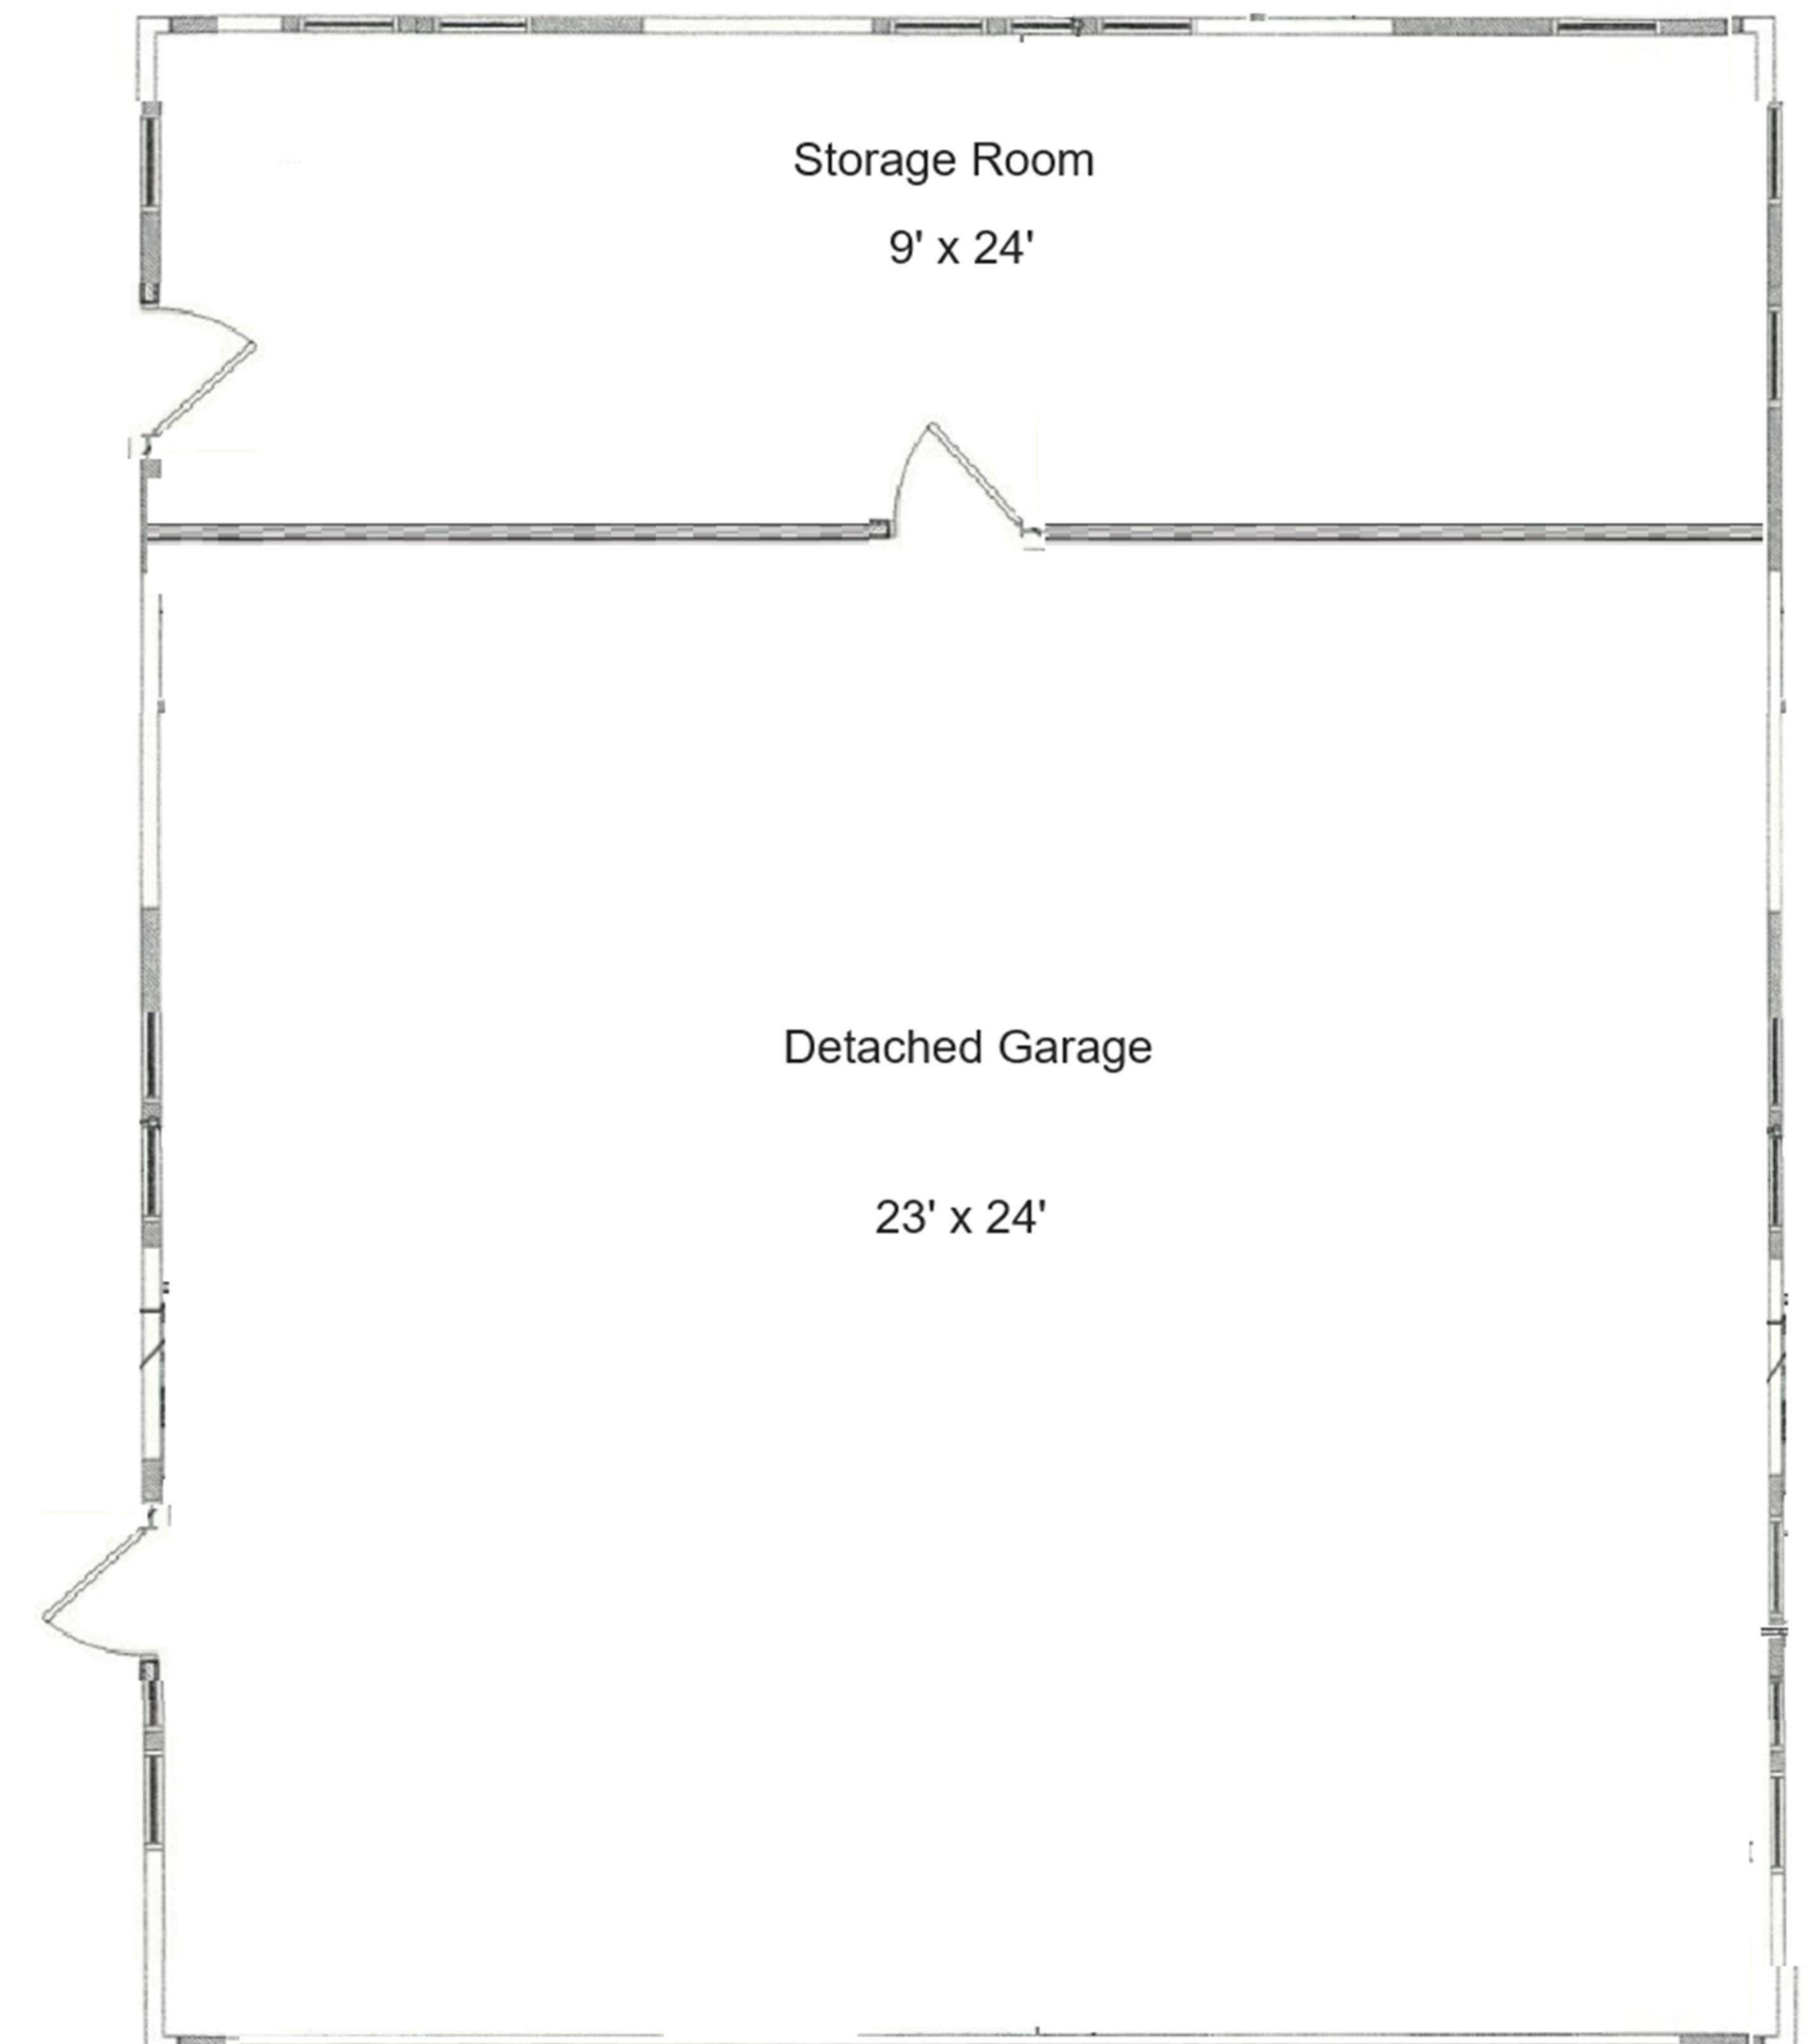 Storage Room
9' x 24'
Detached Garage
23' x 24'